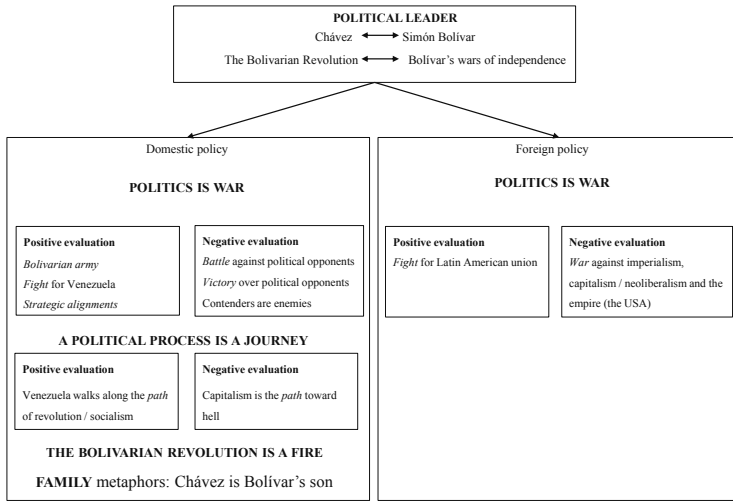 POLITICAL LEADER
Chávez ↔ Simón Bolívar
The Bolivarian Revolution ↔ Bolívar’s wars of independence
Domestic policy
POLITICS IS WAR
Positive evaluation
Bolivarian army
Fight for Venezuela
Strategic alignments
Negative evaluation
Battle against political opponents
Victory over political opponents
Contenders are enemies
A POLITICAL PROCESS IS A JOURNEY
Positive evaluation
Venezuela walks along the path
of revolution / socialism
Negative evaluation
Capitalism is the path toward
hell
THE BOLIVARIAN REVOLUTION IS A FIRE
FAMILY metaphors: Chávez is Bolívar’s son
Foreign policy
POLITICS IS WAR
Positive evaluation
Fight for Latin American union
Negative evaluation
War against imperialism,
capitalism / neoliberalism and the
empire (the USA)